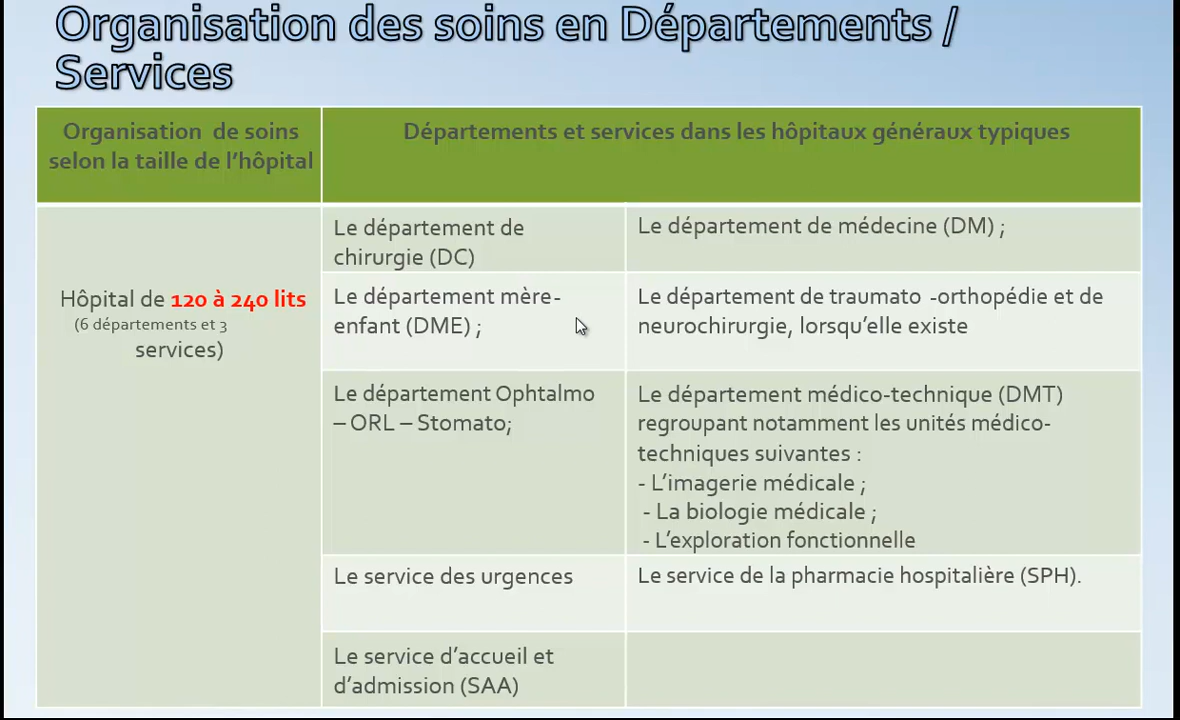 Organisation des soins en Départements /
Services
Organisation de soins
selon la taille de l'hôpital
Départements et services dans les hôpitaux généraux typiques
Hôpital de 120 à 240 lits
(6 départements et 3
services)
Le département de
chirurgie (DC)
Le département de médecine (DM) ;
Le département mère-
enfant (DME) ;
Le département de traumato -orthopédie et de
neurochirurgie, lorsqu'elle existe
Le département Ophtalmo
– ORL – Stomato;
Le département médico-technique (DMT)
regroupant notamment les unités médico-
techniques suivantes :
- L'imagerie médicale ;
- La biologie médicale ;
- L'exploration fonctionnelle
Le service des urgences
Le service de la pharmacie hospitalière (SPH).
Le service d'accueil et
d'admission (SAA)